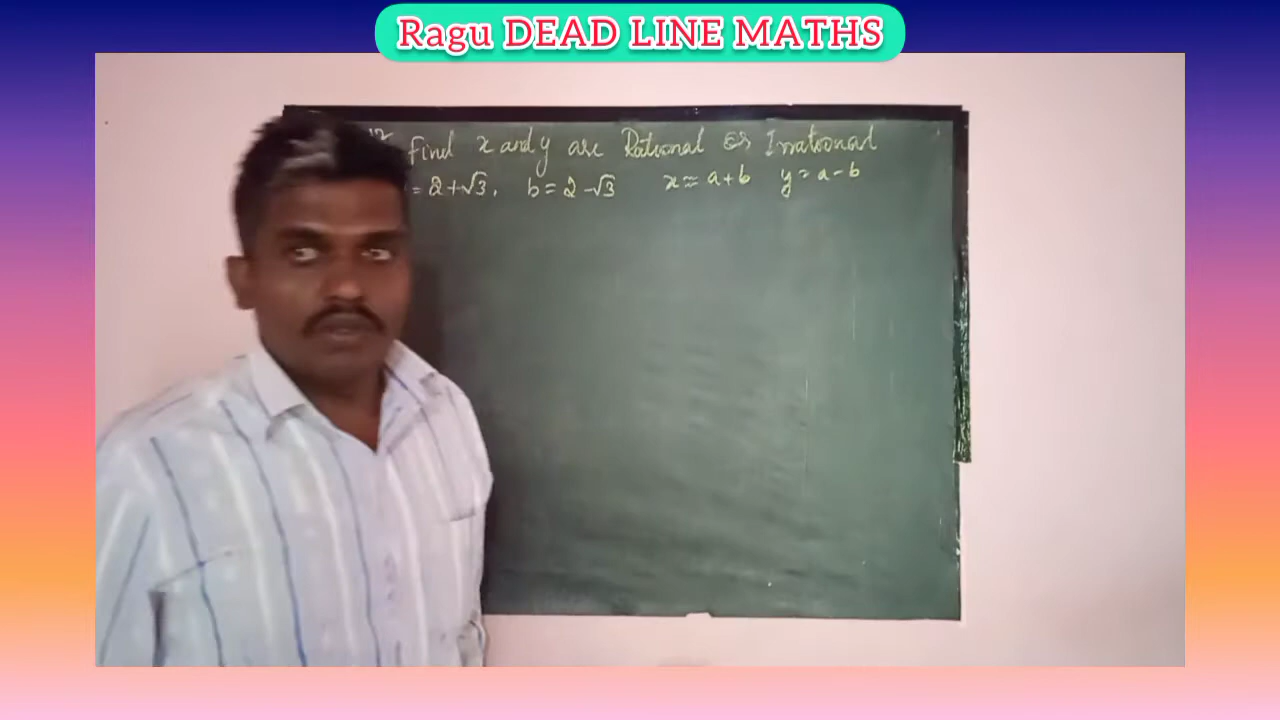 Ragu DEAD LINE MATHS
find x and y are Rational or Irrational
= 2+√3, b = 2-√3 x = a+b y = a-b